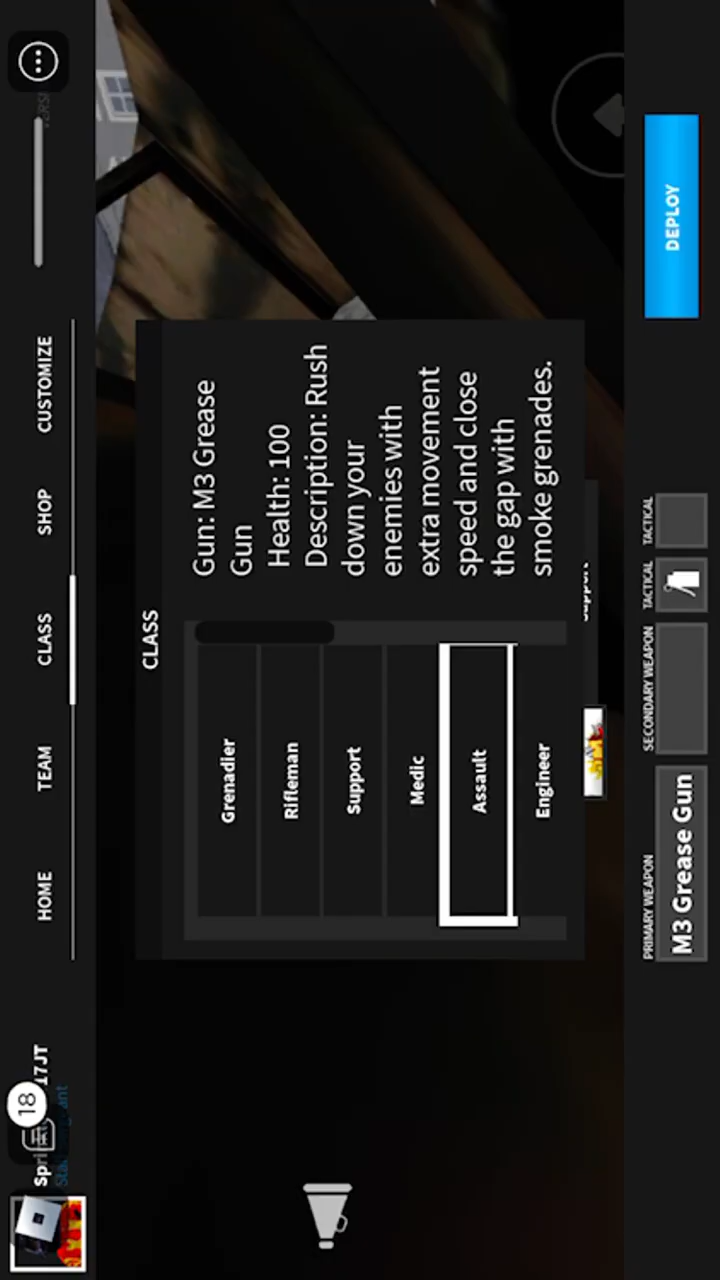 HOME
TEAM
CLASS
SHOP
CUSTOMIZE
18
17JT
CLASS
Grenadier
Rifleman
Support
Medic
Assault
Engineer
Gun: M3 Grease
Gun
Health: 100
Description: Rush
down your
enemies with
extra movement
speed and close
the gap with
smoke grenades.
PRIMARY WEAPON
M3 Grease Gun
SECONDARY WEAPON
TACTICAL
TACTICAL
DEPLOY